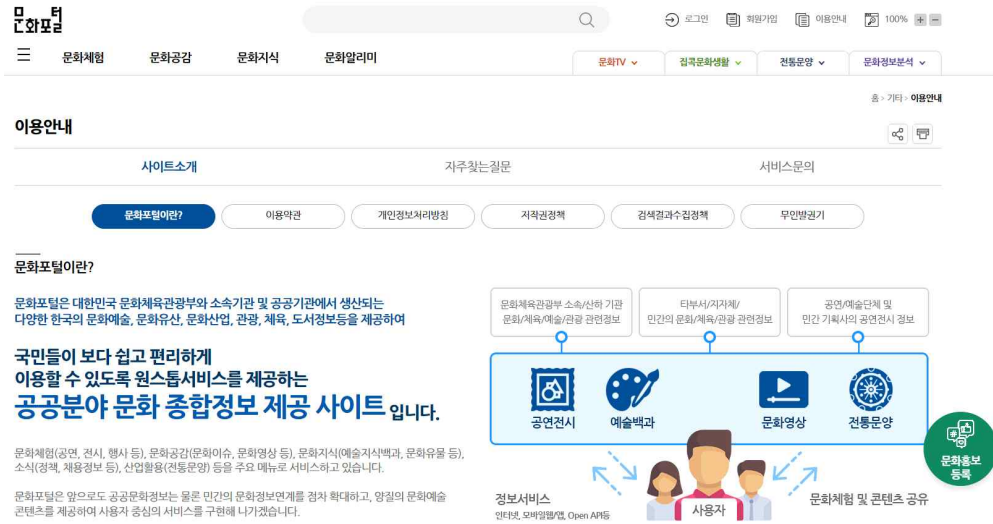 문화포털
로그인
회원가입
이용안내
100%
문화체험 문화공감 문화지식 문화알리미
문화TV 집콕문화생활 전통문양 문화정보분석
홈 > 기타 > 이용안내
이용안내
사이트소개 자주찾는질문 서비스문의
문화포털이란? 이용약관 개인정보처리방침 저작권정책 검색결과수집정책 무인발권기
문화포털이란?
문화포털은 대한민국 문화체육관광부와 소속기관 및 공공기관에서 생산되는
다양한 한국의 문화예술, 문화유산, 문화산업, 관광, 체육, 도서정보등을 제공하여
국민들이 보다 쉽고 편리하게
이용할 수 있도록 원스톱서비스를 제공하는
공공분야 문화 종합정보 제공 사이트 입니다.
문화체험(공연, 전시, 행사 등), 문화공감(문화이슈, 문화영상 등), 문화지식(예술지식백과, 문화유물 등),
소식(정책, 채용정보 등), 산업활용(전통문양) 등을 주요 메뉴로 서비스하고 있습니다.
문화포털은 앞으로도 공공문화정보는 물론 민간의 문화정보연계를 점차 확대하고, 양질의 문화예술
콘텐츠를 제공하여 사용자 중심의 서비스를 구현해 나가겠습니다.
문화체육관광부 소속/산하 기관
문화/체육/예술/관광 관련정보
타부서/지자체/
민간의 문화/체육/관광 관련정보
공연/예술단체 및
민간 기획사의 공연전시 정보
공연전시 예술백과 문화영상 전통문양
정보서비스
인터넷, 모바일웹/앱, Open API등
사용자
문화체험 및 콘텐츠 공유
문화홍보
등록